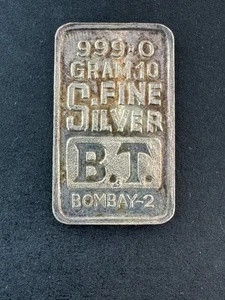 999.0
GRAM.10
S.FINE
SILVER
B.T.
BOMBAY-2